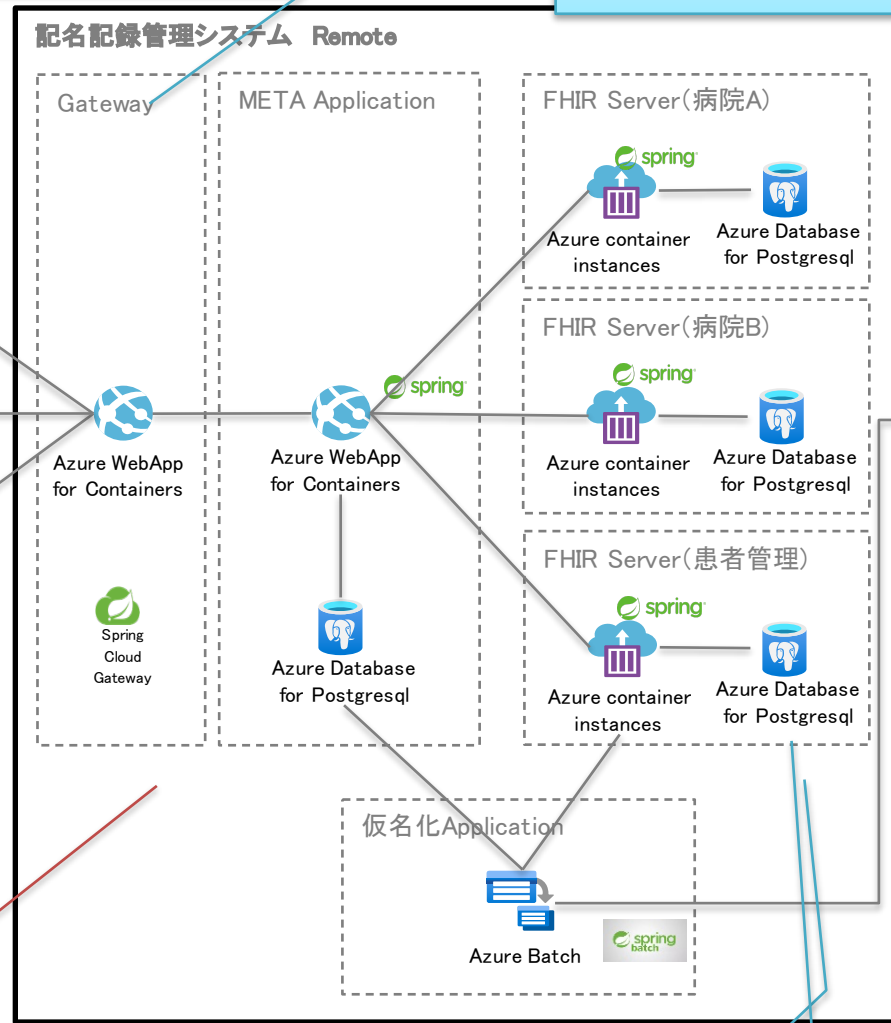 記名記録管理システム Remote
Gateway
META Application
FHIR Server(病院A)
spring
Azure container
instances
Azure Database
for Postgresql
FHIR Server(病院B)
spring
Azure container
instances
Azure Database
for Postgresql
spring
Azure WebApp
for Containers
Azure WebApp
for Containers
Spring
Cloud
Gateway
Azure Database
for Postgresql
FHIR Server(患者管理)
spring
Azure container
instances
Azure Database
for Postgresql
仮名化Application
Azure Batch
spring
batch